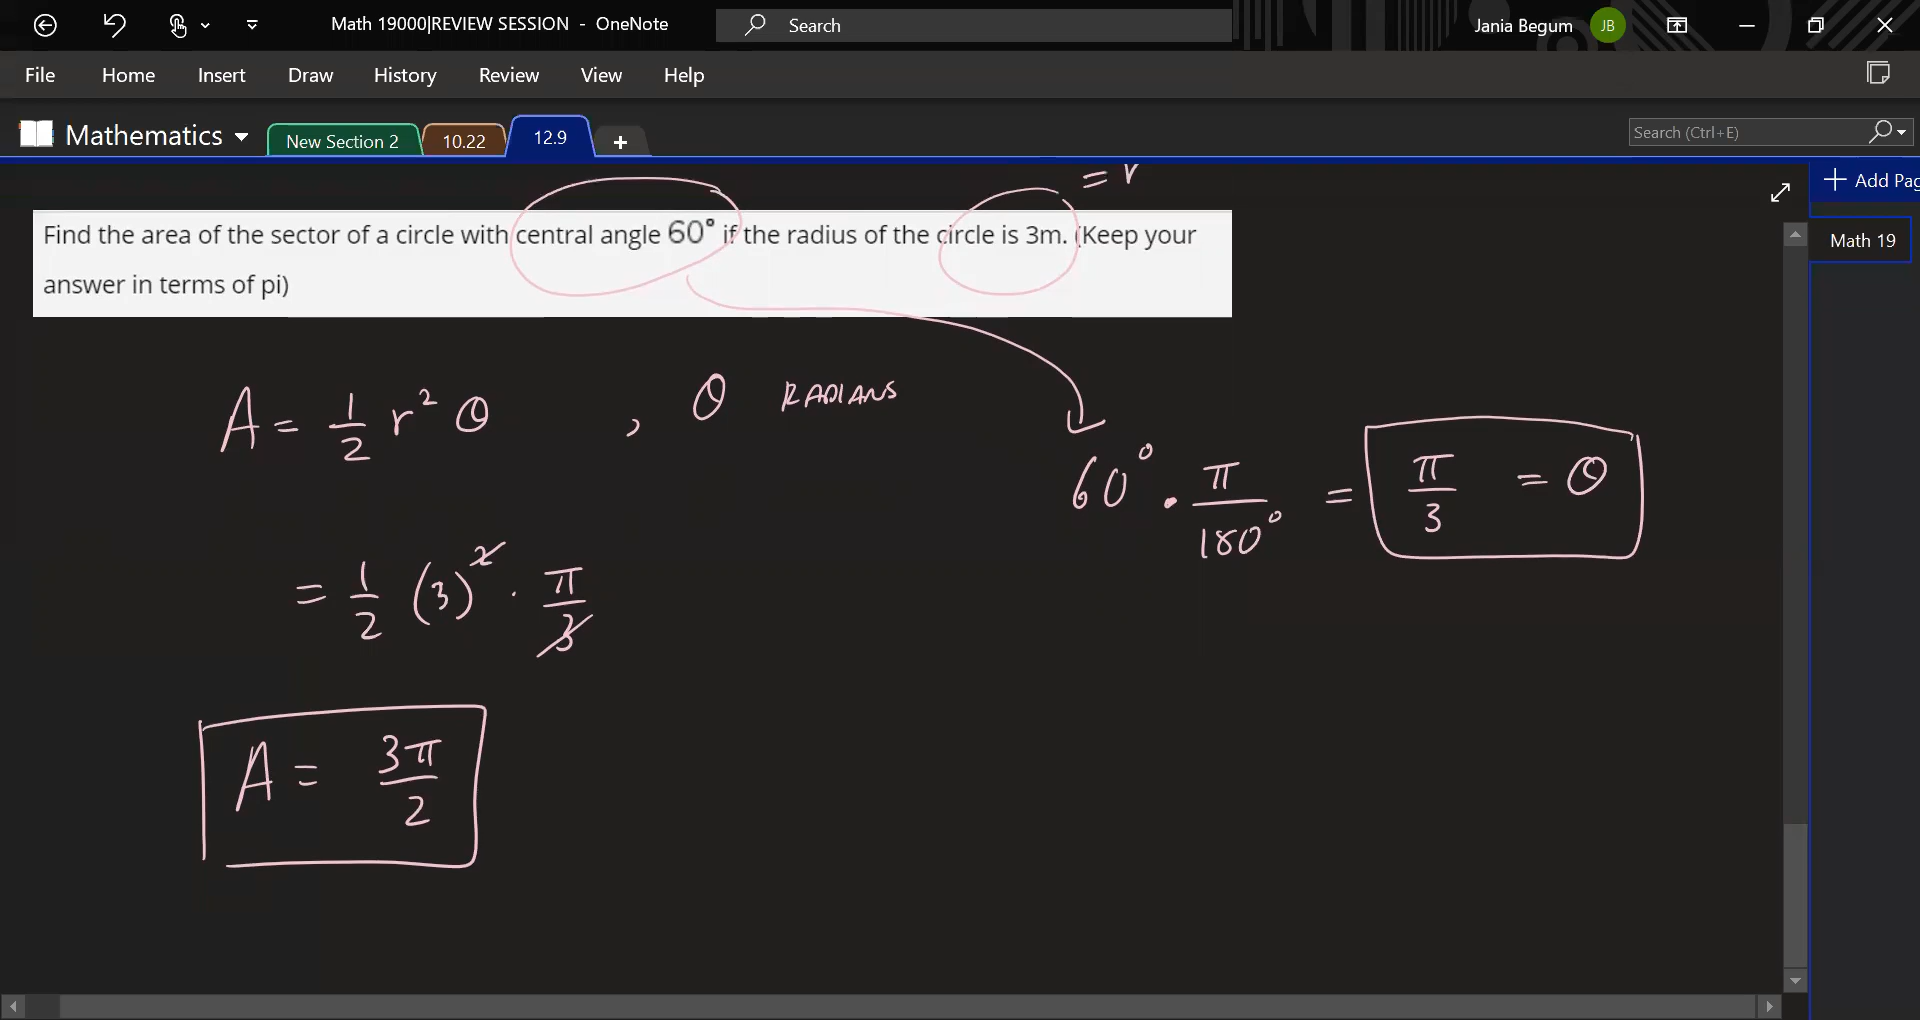 Math 19000|REVIEW SESSION - OneNote
Search
Jania Begum JB
File Home Insert Draw History Review View Help
Mathematics
New Section 2
10.22
12.9
+
Search (Ctrl+E)
Add Pag
Math 19
= r
Find the area of the sector of a circle with central angle 60° if the radius of the circle is 3m. (Keep your
answer in terms of pi)
A = 1/2 r² θ , θ RADIANS
60° · π/180° = π/3 = θ
= 1/2 (3)² · π/3
A = 3π/2